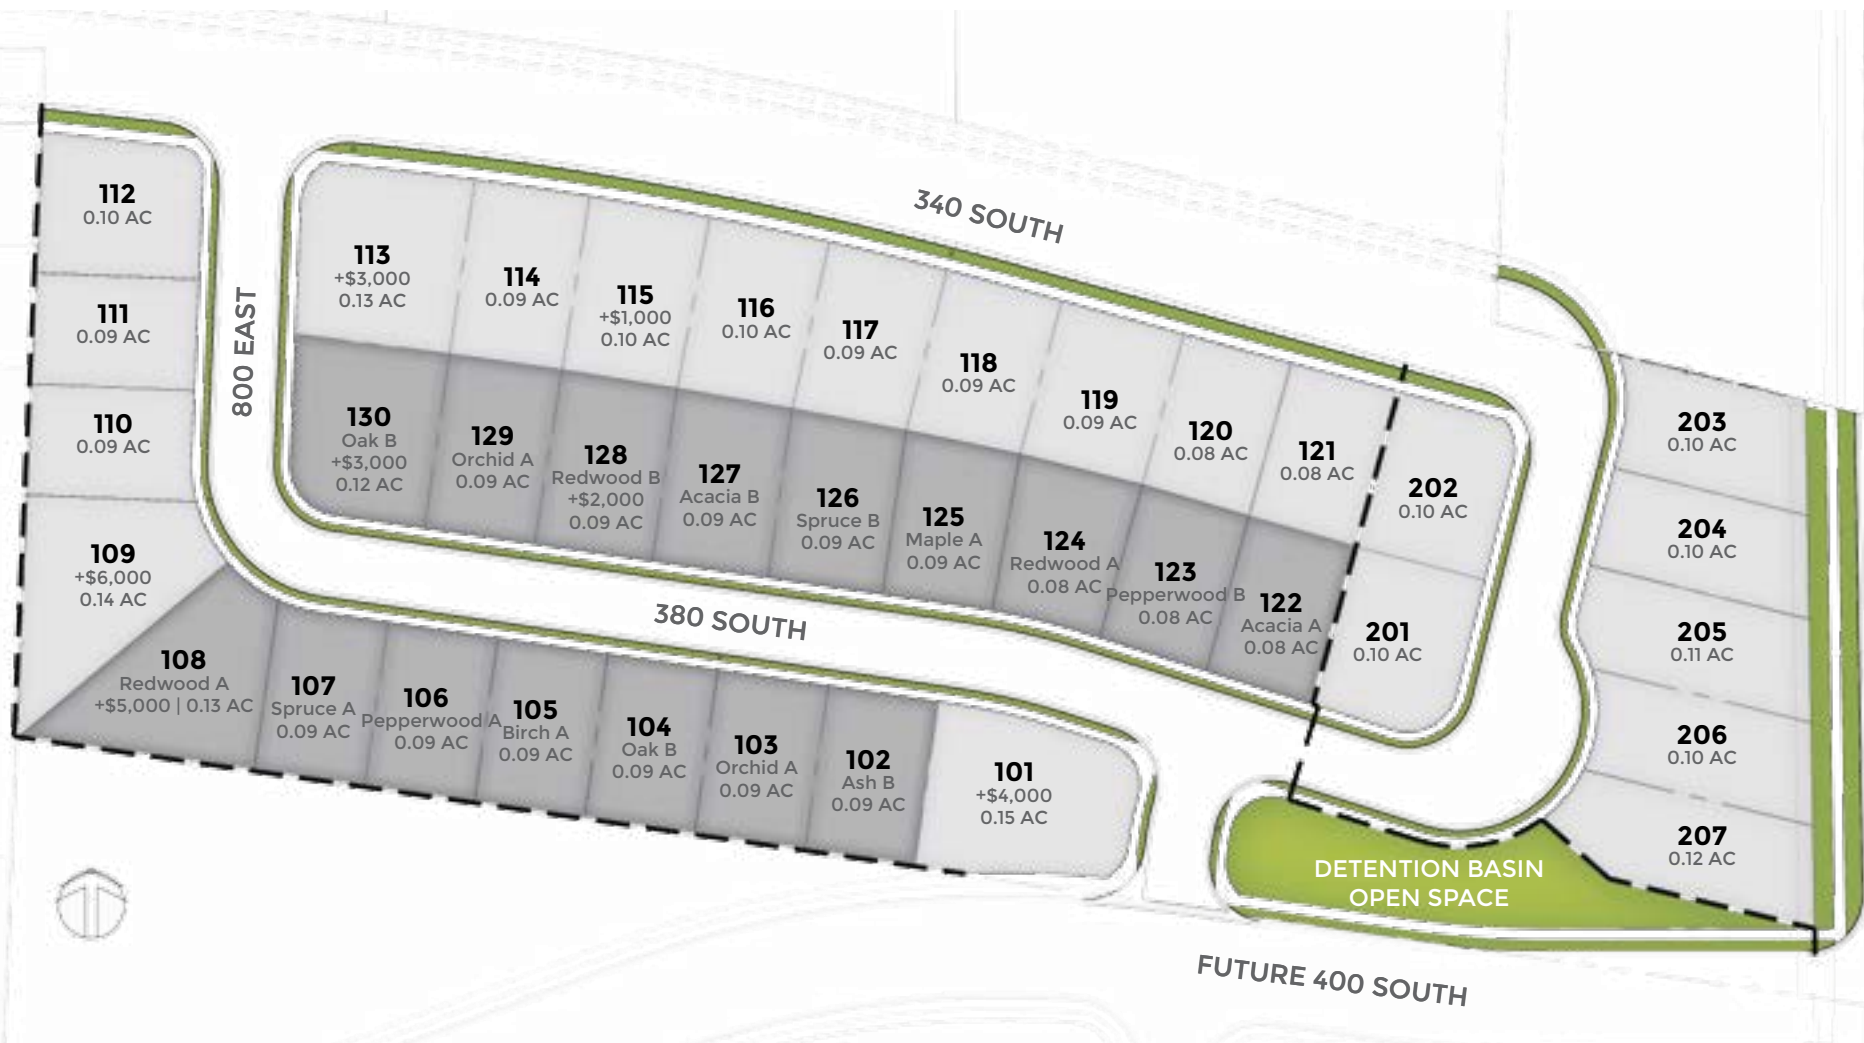 340 SOUTH
800 EAST
380 SOUTH
FUTURE 400 SOUTH
DETENTION BASIN
OPEN SPACE
112
0.10 AC
111
0.09 AC
110
0.09 AC
109
+$6,000
0.14 AC
108
Redwood A
+$5,000 | 0.13 AC
107
Spruce A
0.09 AC
106
Pepperwood A
0.09 AC
105
Birch A
0.09 AC
104
Oak B
0.09 AC
103
Orchid A
0.09 AC
102
Ash B
0.09 AC
101
+$4,000
0.15 AC
113
+$3,000
0.13 AC
114
0.09 AC
115
+$1,000
0.10 AC
116
0.10 AC
117
0.09 AC
118
0.09 AC
119
0.09 AC
120
0.08 AC
121
0.08 AC
130
Oak B
+$3,000
0.12 AC
129
Orchid A
0.09 AC
128
Redwood B
+$2,000
0.09 AC
127
Acacia B
0.09 AC
126
Spruce B
0.09 AC
125
Maple A
0.09 AC
124
Redwood A
0.08 AC
123
Pepperwood B
0.08 AC
122
Acacia A
0.08 AC
202
0.10 AC
201
0.10 AC
203
0.10 AC
204
0.10 AC
205
0.11 AC
206
0.10 AC
207
0.12 AC